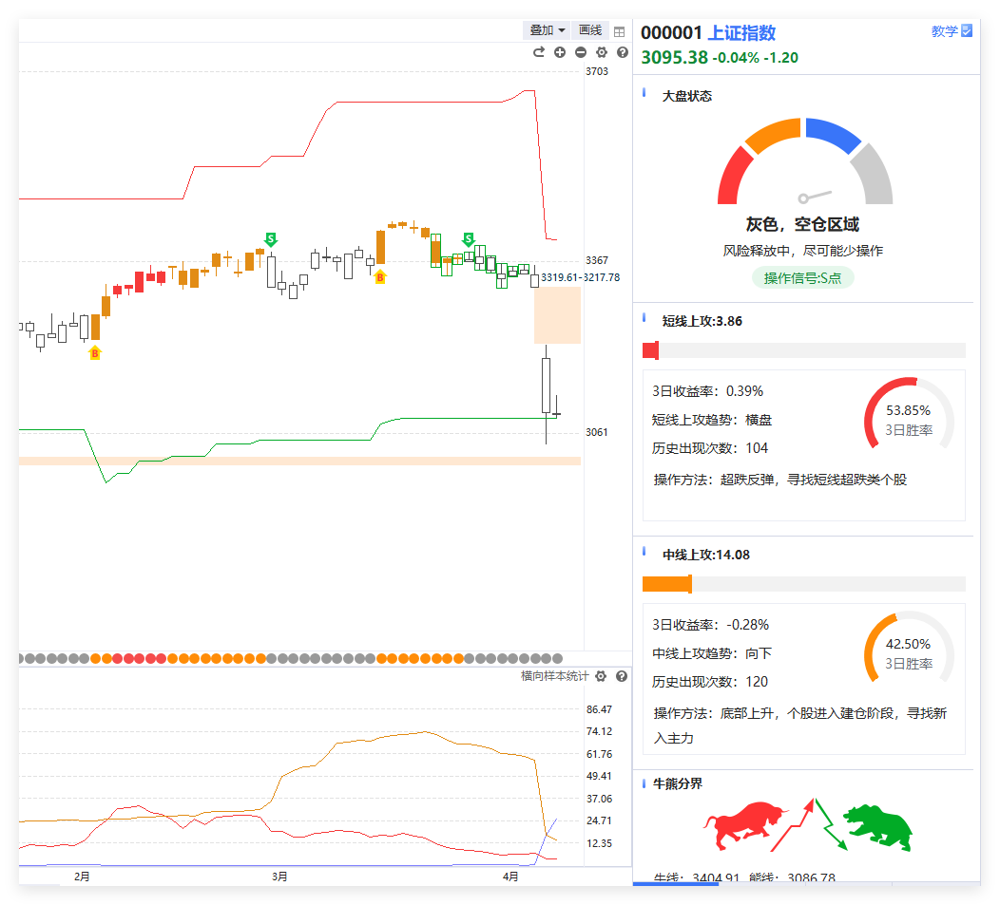 叠加 画线
3703
3367
3319.61-3217.78
3061
S
S
B
B
横向样本统计
86.47
74.12
61.76
49.41
37.06
24.71
12.35
2月 3月 4月
000001 上证指数 教学
3095.38 -0.04% -1.20
大盘状态
灰色，空仓区域
风险释放中，尽可能少操作
操作信号:S点
短线上攻:3.86
3日收益率：0.39%
短线上攻趋势：横盘
历史出现次数：104
53.85%
3日胜率
操作方法：超跌反弹，寻找短线超跌类个股
中线上攻:14.08
3日收益率：-0.28%
中线上攻趋势：向下
历史出现次数：120
42.50%
3日胜率
操作方法：底部上升，个股进入建仓阶段，寻找新
入主力
牛熊分界
牛线：3404.91 能线：3086.78